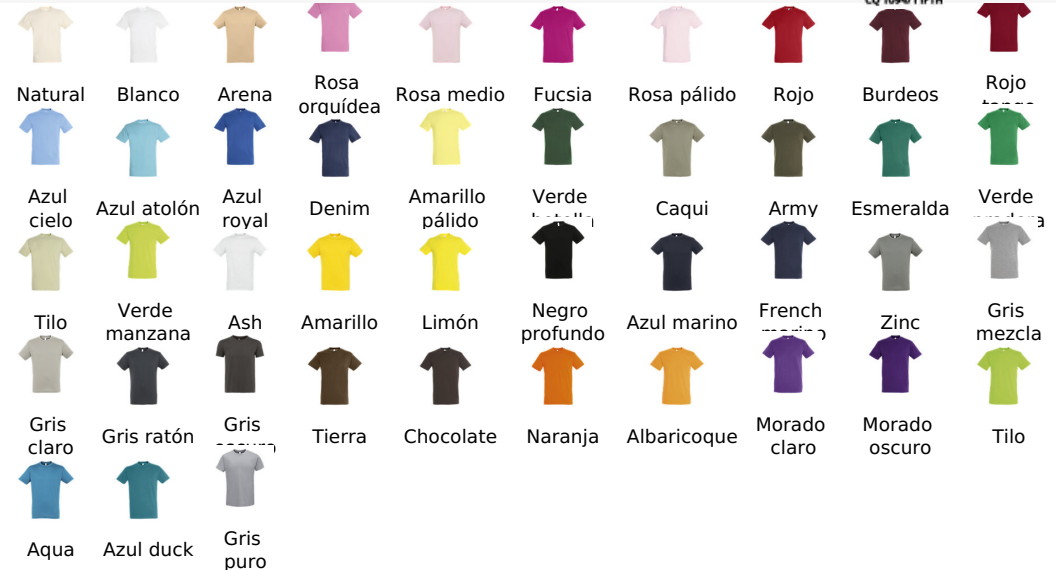 Natural
Blanco
Arena
Rosa
orquídea
Rosa medio
Fucsia
Rosa pálido
Rojo
Burdeos
Rojo
Azul
cielo
Azul atolón
Azul
royal
Denim
Amarillo
pálido
Verde
Caqui
Army
Esmeralda
Verde
Tilo
Verde
manzana
Ash
Amarillo
Limón
Negro
profundo
Azul marino
French
Zinc
Gris
mezcla
Gris
claro
Gris ratón
Gris
Tierra
Chocolate
Naranja
Albaricoque
Morado
claro
Morado
oscuro
Tilo
Aqua
Azul duck
Gris
puro